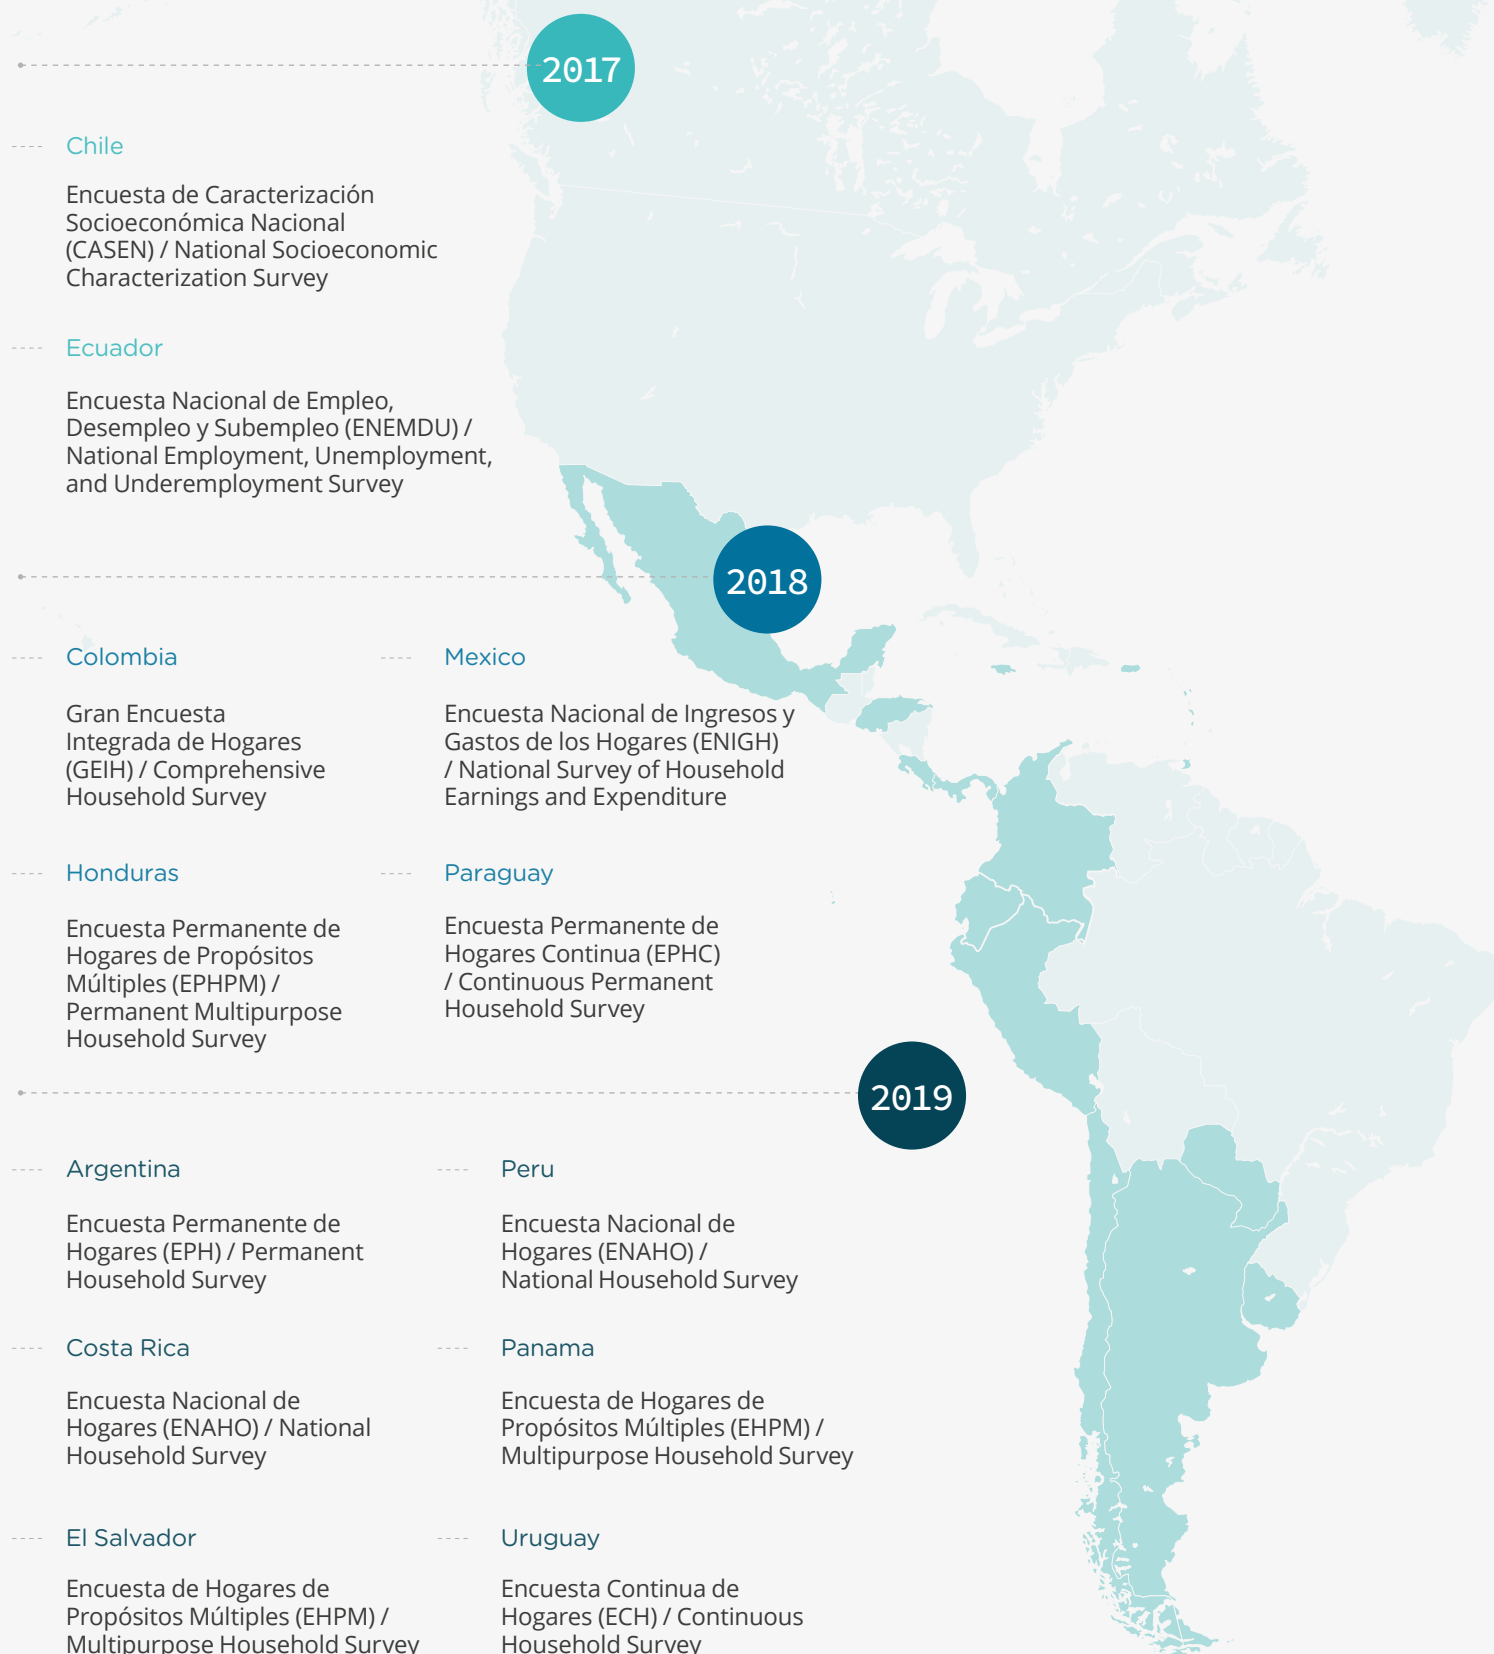 2017
Chile
Encuesta de Caracterización
Socioeconómica Nacional
(CASEN) / National Socioeconomic
Characterization Survey
Ecuador
Encuesta Nacional de Empleo,
Desempleo y Subempleo (ENEMDU) /
National Employment, Unemployment,
and Underemployment Survey
2018
Colombia
Gran Encuesta
Integrada de Hogares
(GEIH) / Comprehensive
Household Survey
Mexico
Encuesta Nacional de Ingresos y
Gastos de los Hogares (ENIGH)
/ National Survey of Household
Earnings and Expenditure
Honduras
Encuesta Permanente de
Hogares de Propósitos
Múltiples (EPHPM) /
Permanent Multipurpose
Household Survey
Paraguay
Encuesta Permanente de
Hogares Continua (EPHC)
/ Continuous Permanent
Household Survey
2019
Argentina
Encuesta Permanente de
Hogares (EPH) / Permanent
Household Survey
Peru
Encuesta Nacional de
Hogares (ENAHO) /
National Household Survey
Costa Rica
Encuesta Nacional de
Hogares (ENAHO) / National
Household Survey
Panama
Encuesta de Hogares de
Propósitos Múltiples (EHPM) /
Multipurpose Household Survey
El Salvador
Encuesta de Hogares de
Propósitos Múltiples (EHPM) /
Multipurpose Household Survey
Uruguay
Encuesta Continua de
Hogares (ECH) / Continuous
Household Survey